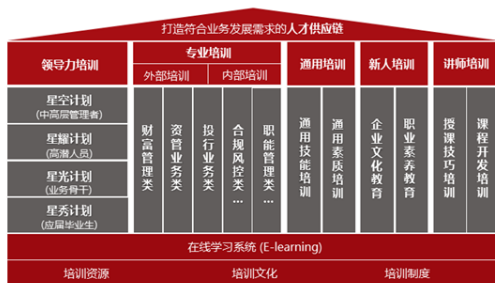 打造符合业务发展需求的人才供应链
领导力培训
专业培训
外部培训
内部培训
通用培训
新人培训
讲师培训
星空计划
(中高层管理者)
星耀计划
(高潜人员)
星光计划
(业务骨干)
星秀计划
(应届毕业生)
财富管理类
资管业务类
投行业务类
合规风控类…
职能管理类…
通用技能培训
通用素质培训
企业文化教育
职业素养教育
授课技巧培训
课程开发培训
在线学习系统 (E-learning)
培训资源
培训文化
培训制度